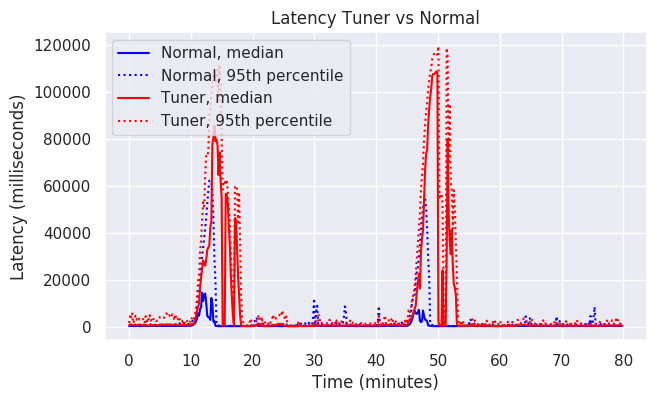 Latency Tuner vs Normal
Latency (milliseconds)
120000
100000
80000
60000
40000
20000
0
Normal, median
Normal, 95th percentile
Tuner, median
Tuner, 95th percentile
0 10 20 30 40 50 60 70 80
Time (minutes)